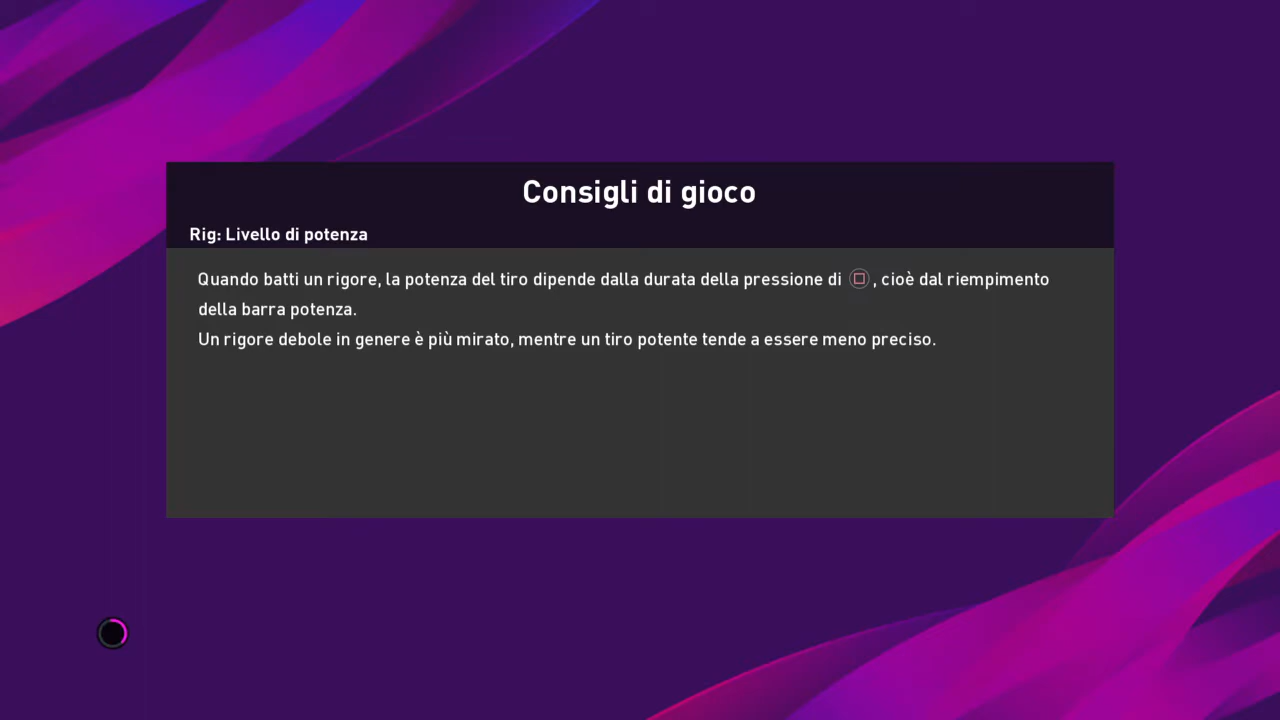 Consigli di gioco
Rig: Livello di potenza
Quando batti un rigore, la potenza del tiro dipende dalla durata della pressione di , cioè dal riempimento
della barra potenza.
Un rigore debole in genere è più mirato, mentre un tiro potente tende a essere meno preciso.